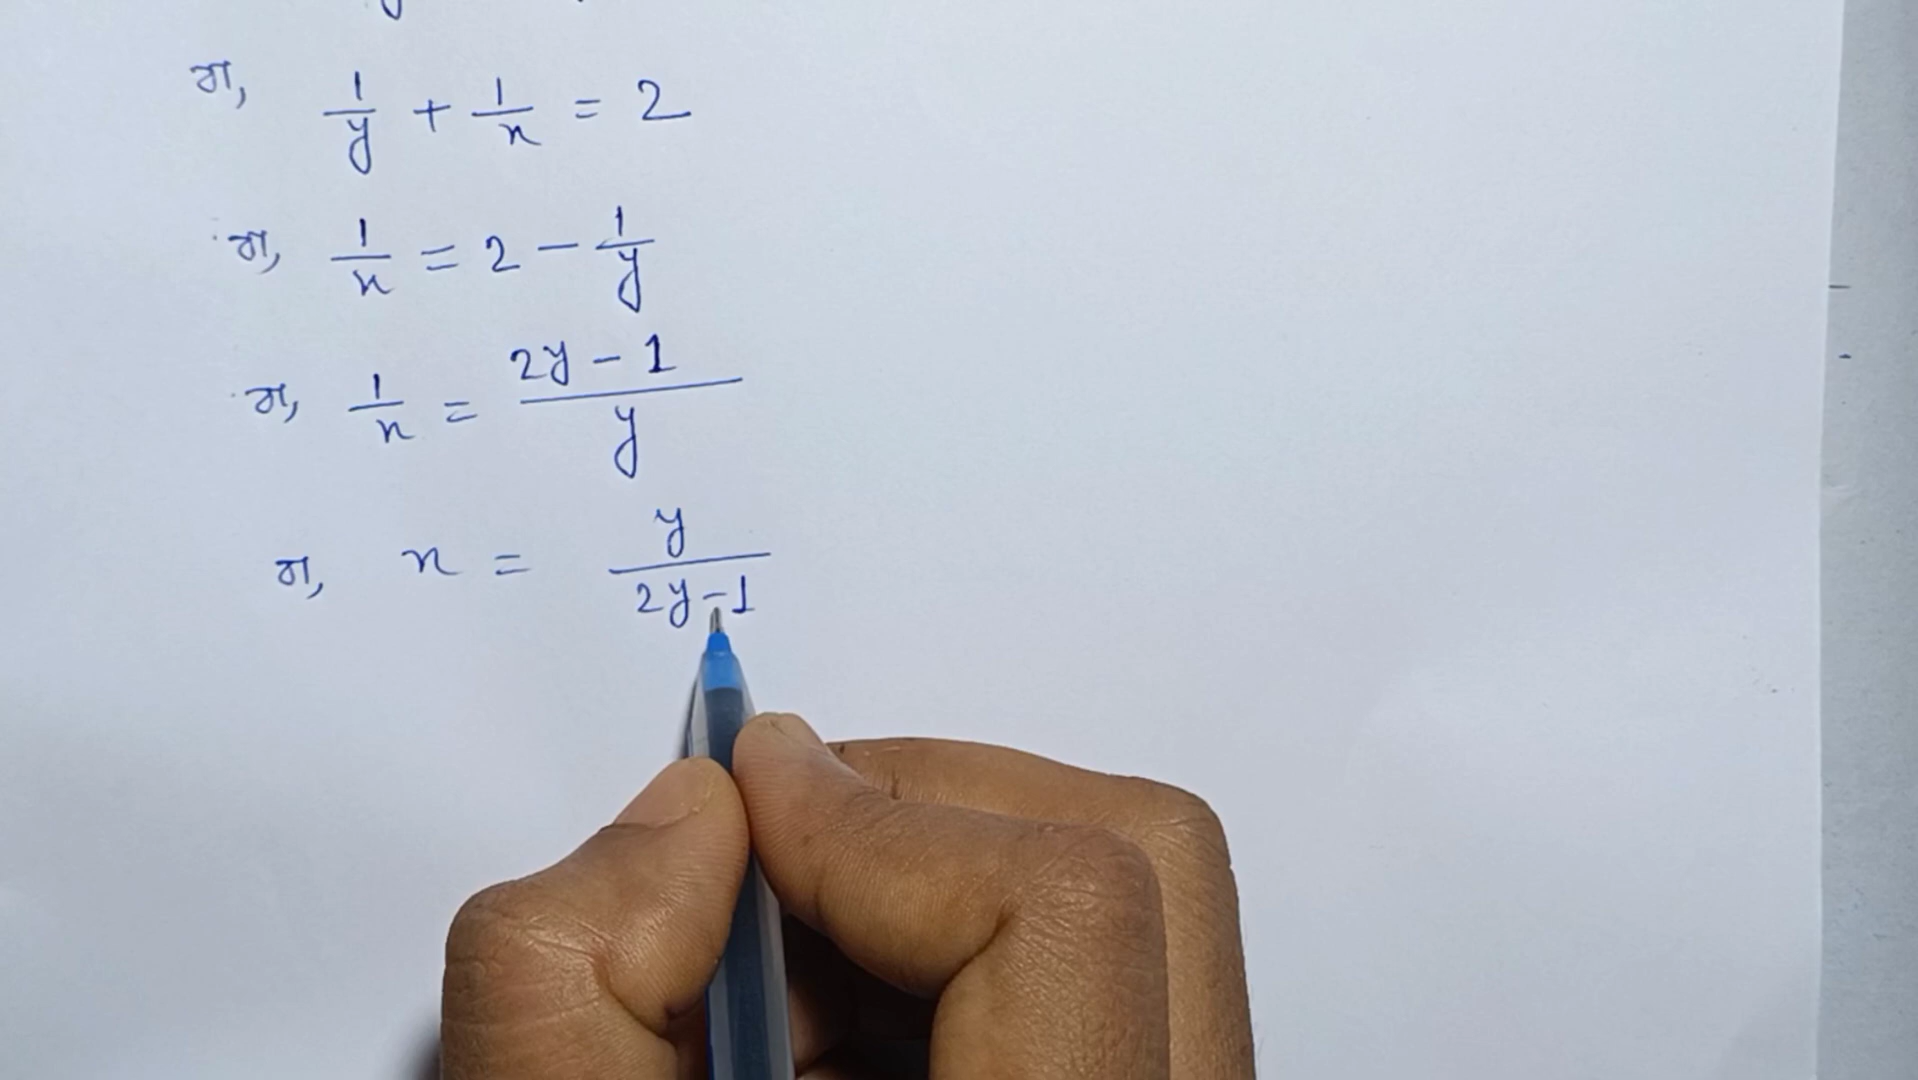 বা, 1/y + 1/x = 2
বা, 1/x = 2 - 1/y
বা, 1/x = (2y - 1)/y
বা, x = y/(2y-1)